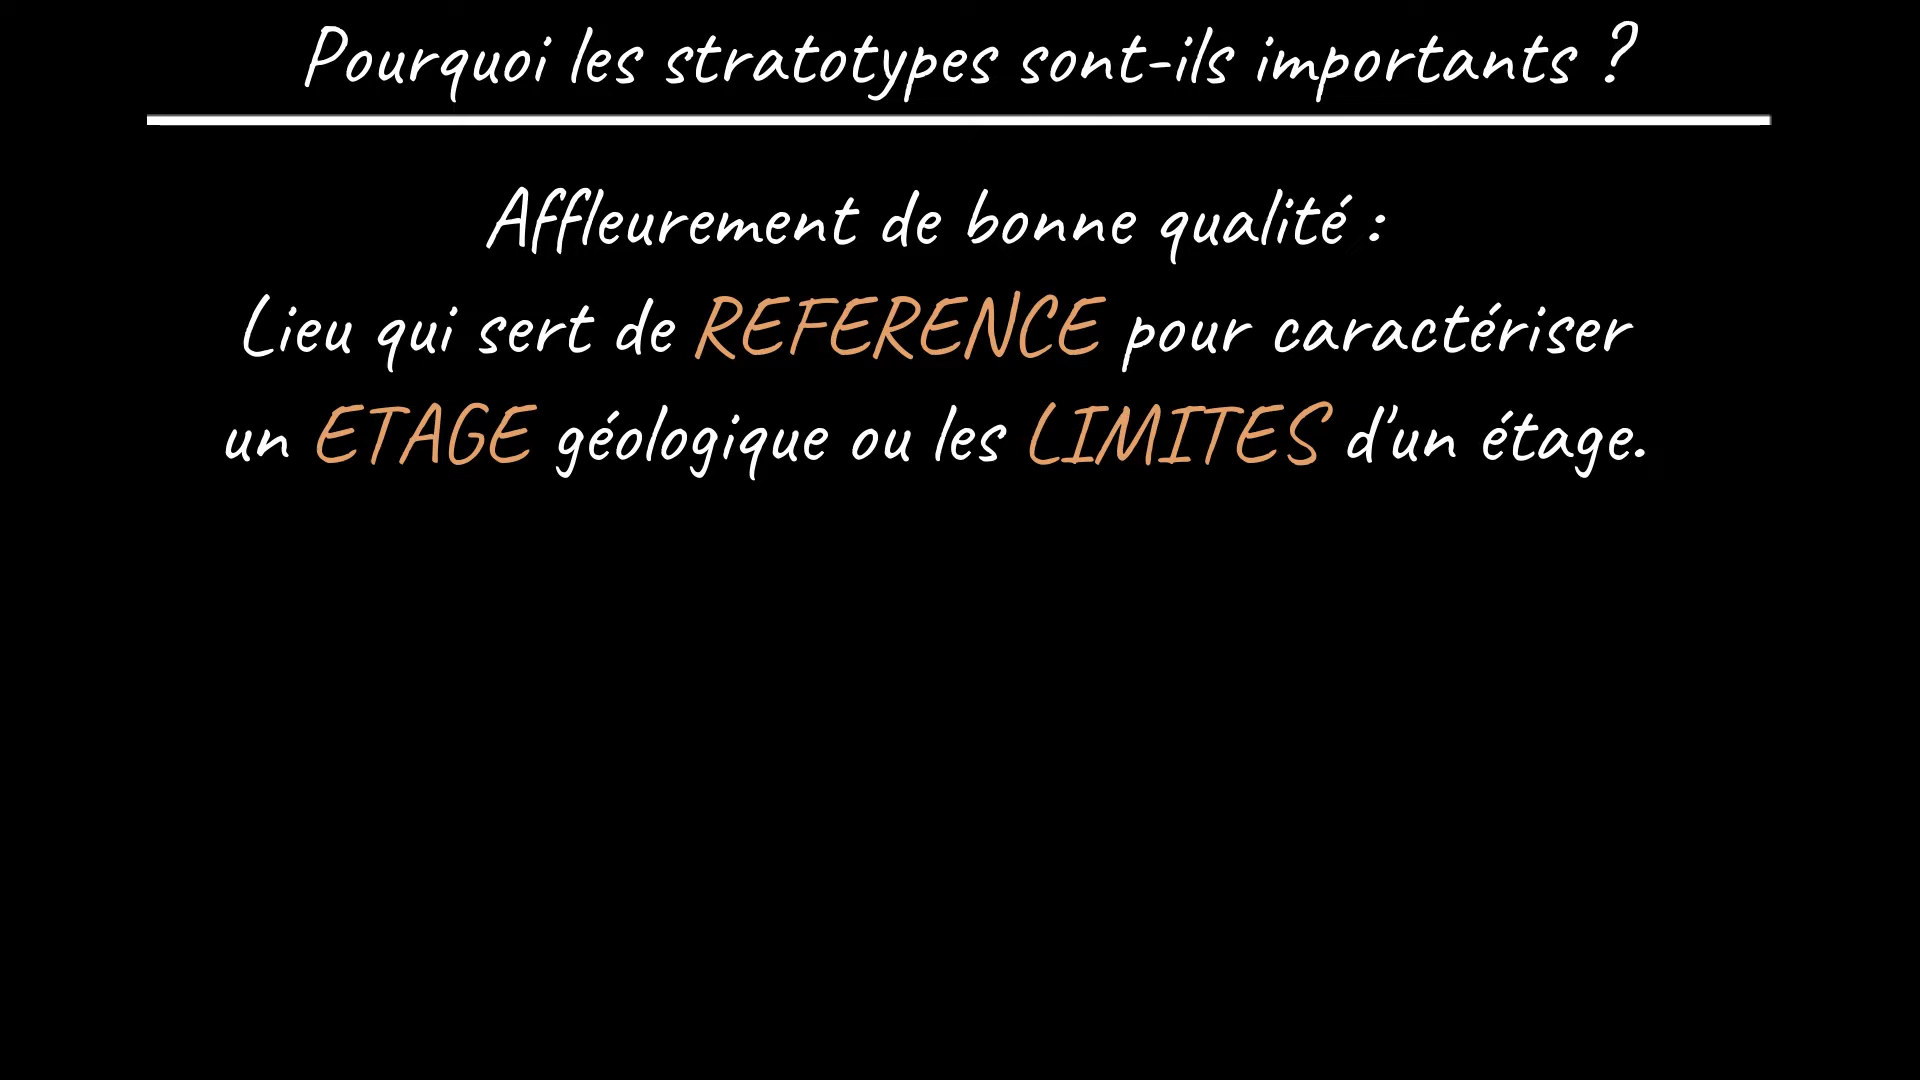 Pourquoi les stratotypes sont-ils importants ?
Affleurement de bonne qualité :
Lieu qui sert de REFERENCE pour caractériser
un ETAGE géologique ou les LIMITES d'un étage.